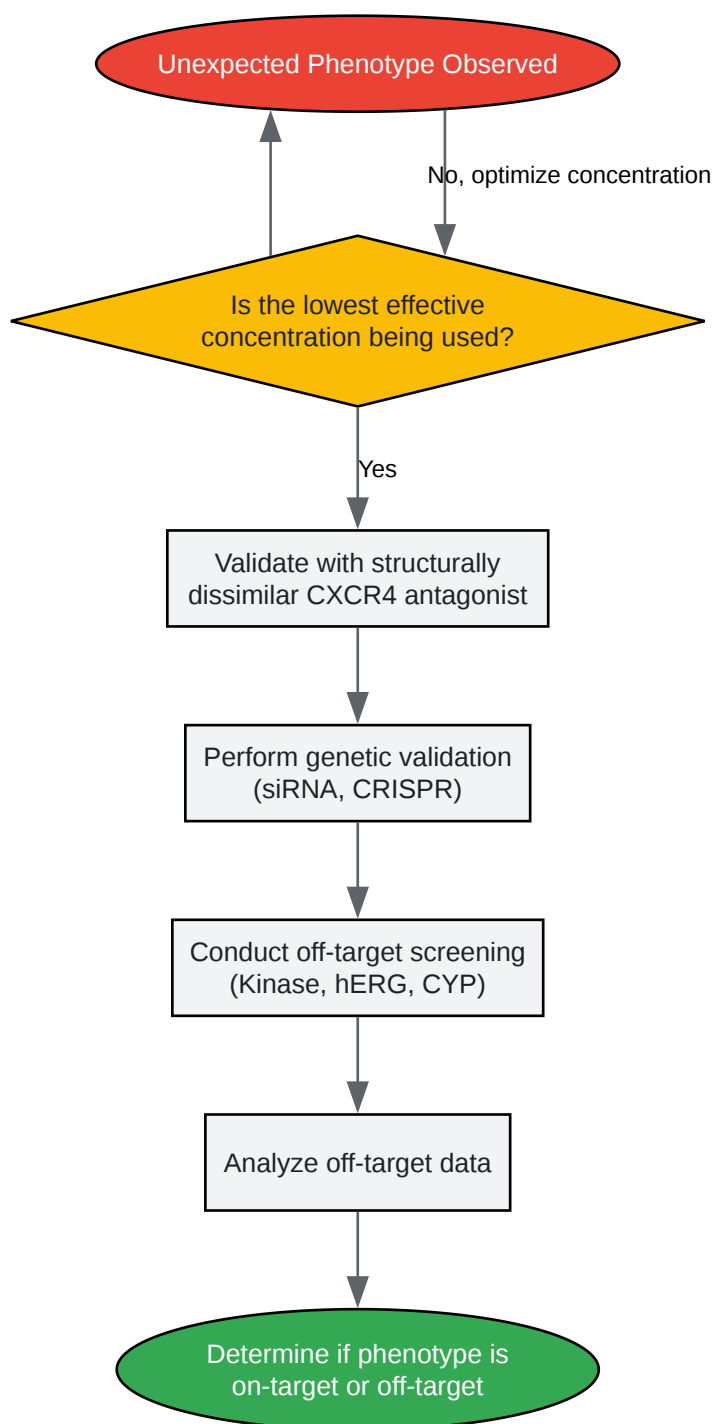 Unexpected Phenotype Observed
No, optimize concentration
Is the lowest effective
concentration being used?
Yes
Validate with structurally
dissimilar CXCR4 antagonist
Perform genetic validation
(siRNA, CRISPR)
Conduct off-target screening
(Kinase, hERG, CYP)
Analyze off-target data
Determine if phenotype is
on-target or off-target